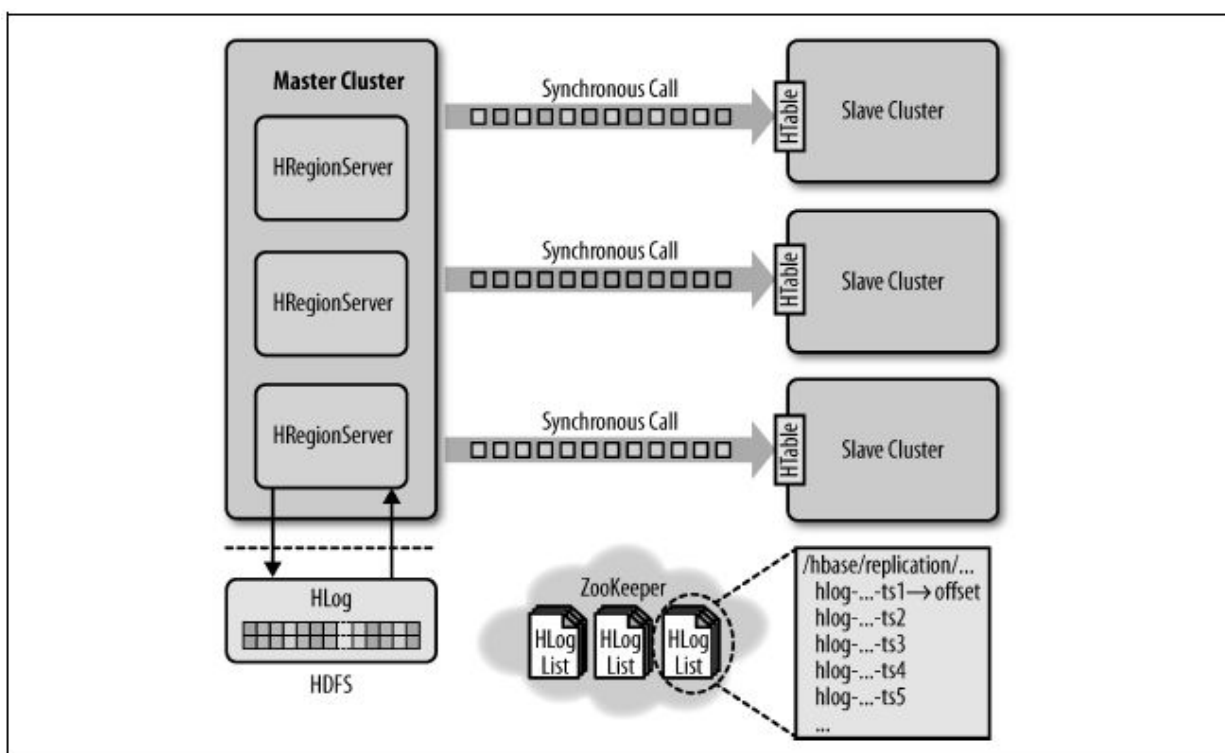 Master Cluster
HRegionServer
HRegionServer
HRegionServer
Synchronous Call
HTable
Slave Cluster
Synchronous Call
HTable
Slave Cluster
Synchronous Call
HTable
Slave Cluster
HLog
HDFS
ZooKeeper
HLog
List
HLog
List
HLog
List
/hbase/replication/...
hlog-...-ts1→offset
hlog-...-ts2
hlog-...-ts3
hlog-...-ts4
hlog-...-ts5
...